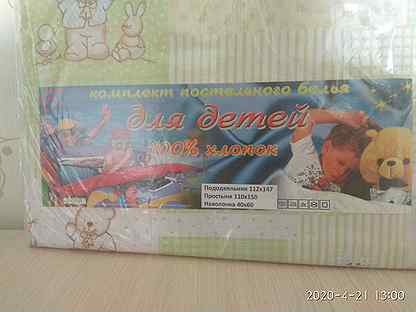 комплект постельного белья
для детей
100% хлопок
Пододеяльник 112х147
Простыня 110х150
Наволочка 40х60
2020-4-21 13:00